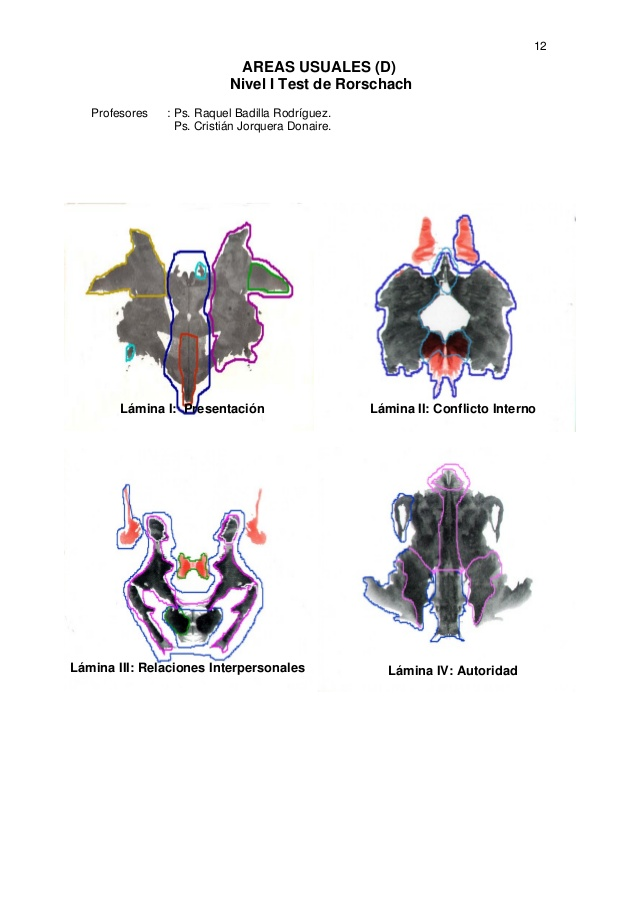 12
AREAS USUALES (D)
Nivel I Test de Rorschach
Profesores : Ps. Raquel Badilla Rodríguez.
Ps. Cristián Jorquera Donaire.
Lámina I: Presentación
Lámina II: Conflicto Interno
Lámina III: Relaciones Interpersonales
Lámina IV: Autoridad